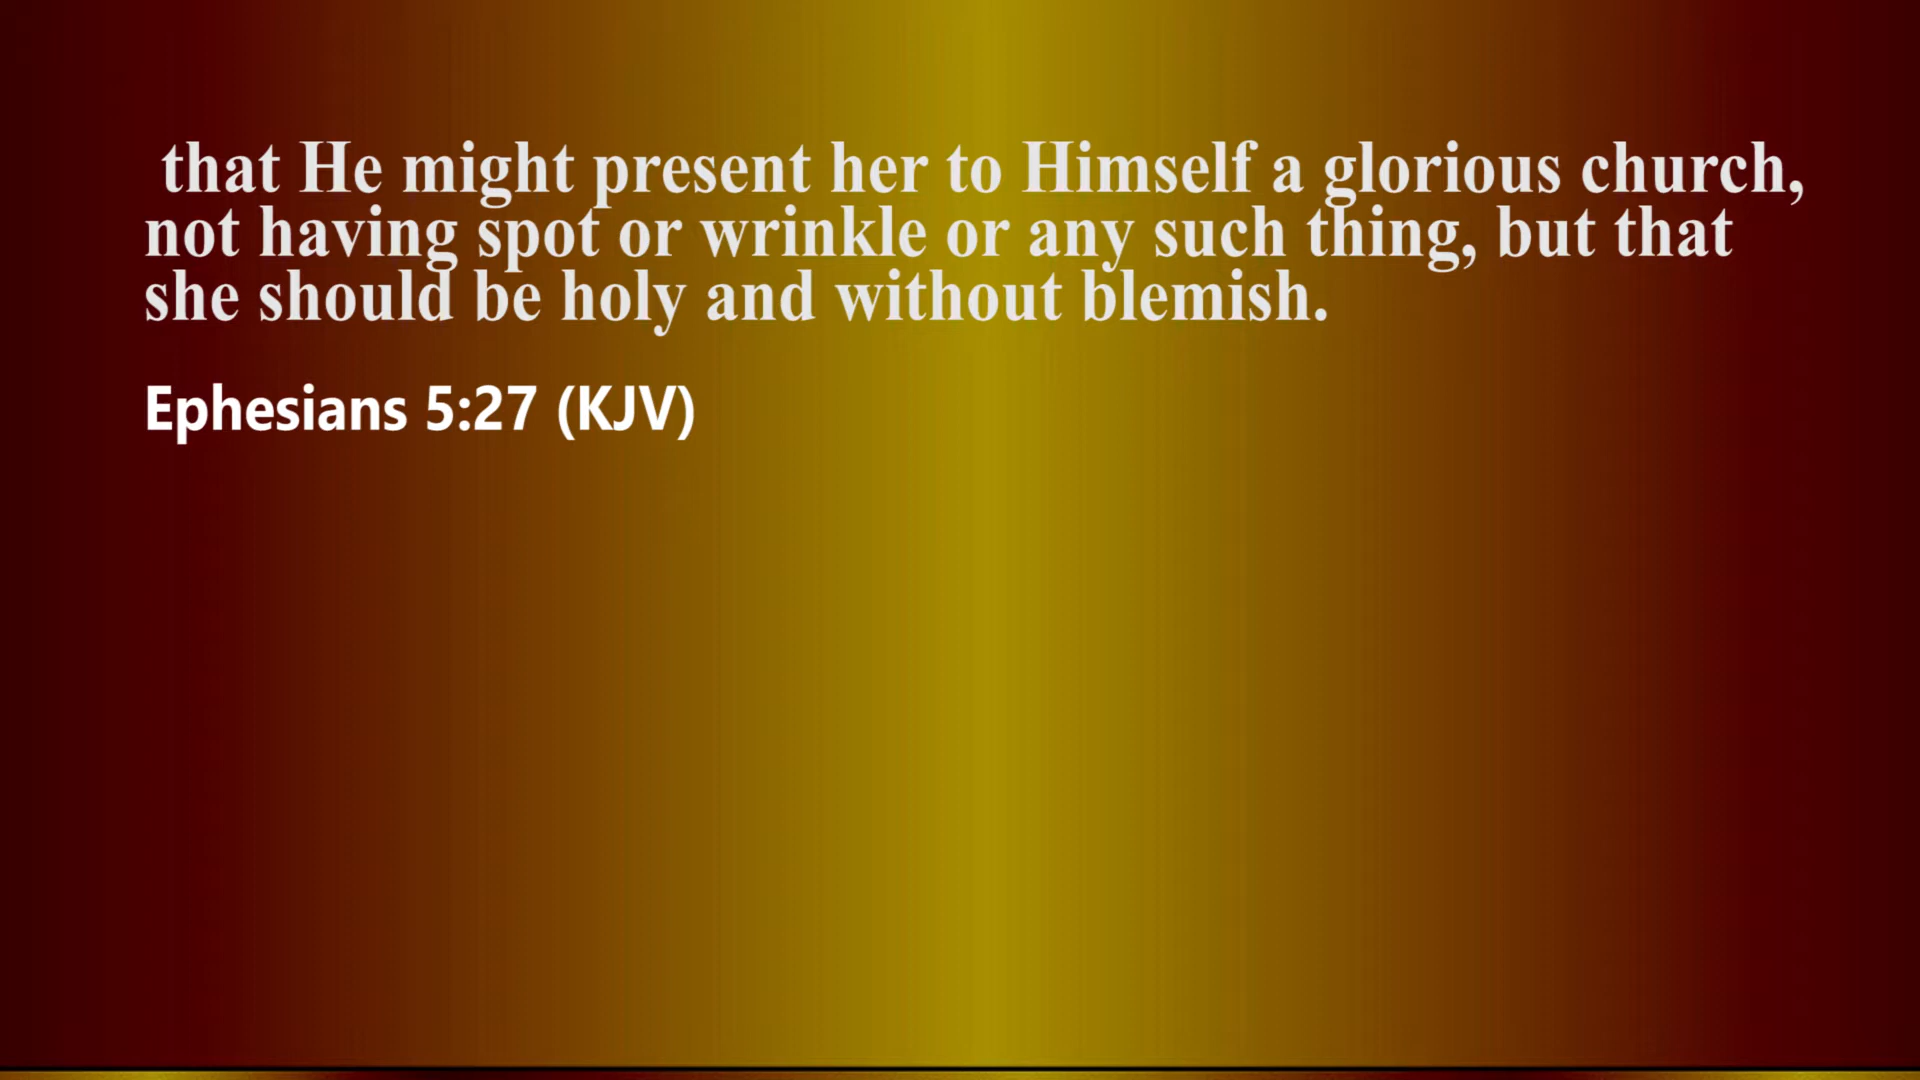 that He might present her to Himself a glorious church,
not having spot or wrinkle or any such thing, but that
she should be holy and without blemish.
Ephesians 5:27 (KJV)